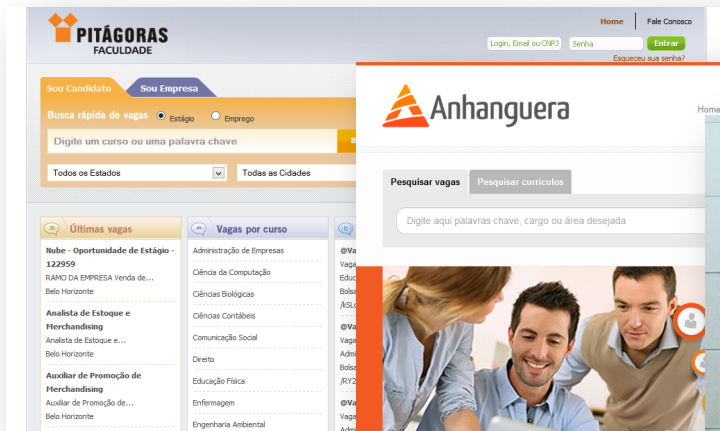 PITÁGORAS
FACULDADE
Home
Fale Conosco
Login, Email ou CNPJ
Senha
Entrar
Esqueceu sua senha?
Sou Candidato
Sou Empresa
Busca rápida de vagas
Estágio
Emprego
Digite um curso ou uma palavra chave
Todos os Estados
Todas as Cidades
Últimas vagas
Nube - Oportunidade de Estágio -
122959
RAMO DA EMPRESA Venda de...
Belo Horizonte
Analista de Estoque e
Merchandising
Analista de Estoque e...
Belo Horizonte
Auxiliar de Promoção de
Merchandising
Auxiliar de Promoção de...
Belo Horizonte
Vagas por curso
Administração de Empresas
Ciência da Computação
Ciências Biológicas
Ciências Contábeis
Comunicação Social
Direito
Educação Física
Enfermagem
Engenharia Ambiental
Anhanguera
Home
Pesquisar vagas
Pesquisar currículos
Digite aqui palavras chave, cargo ou área desejada